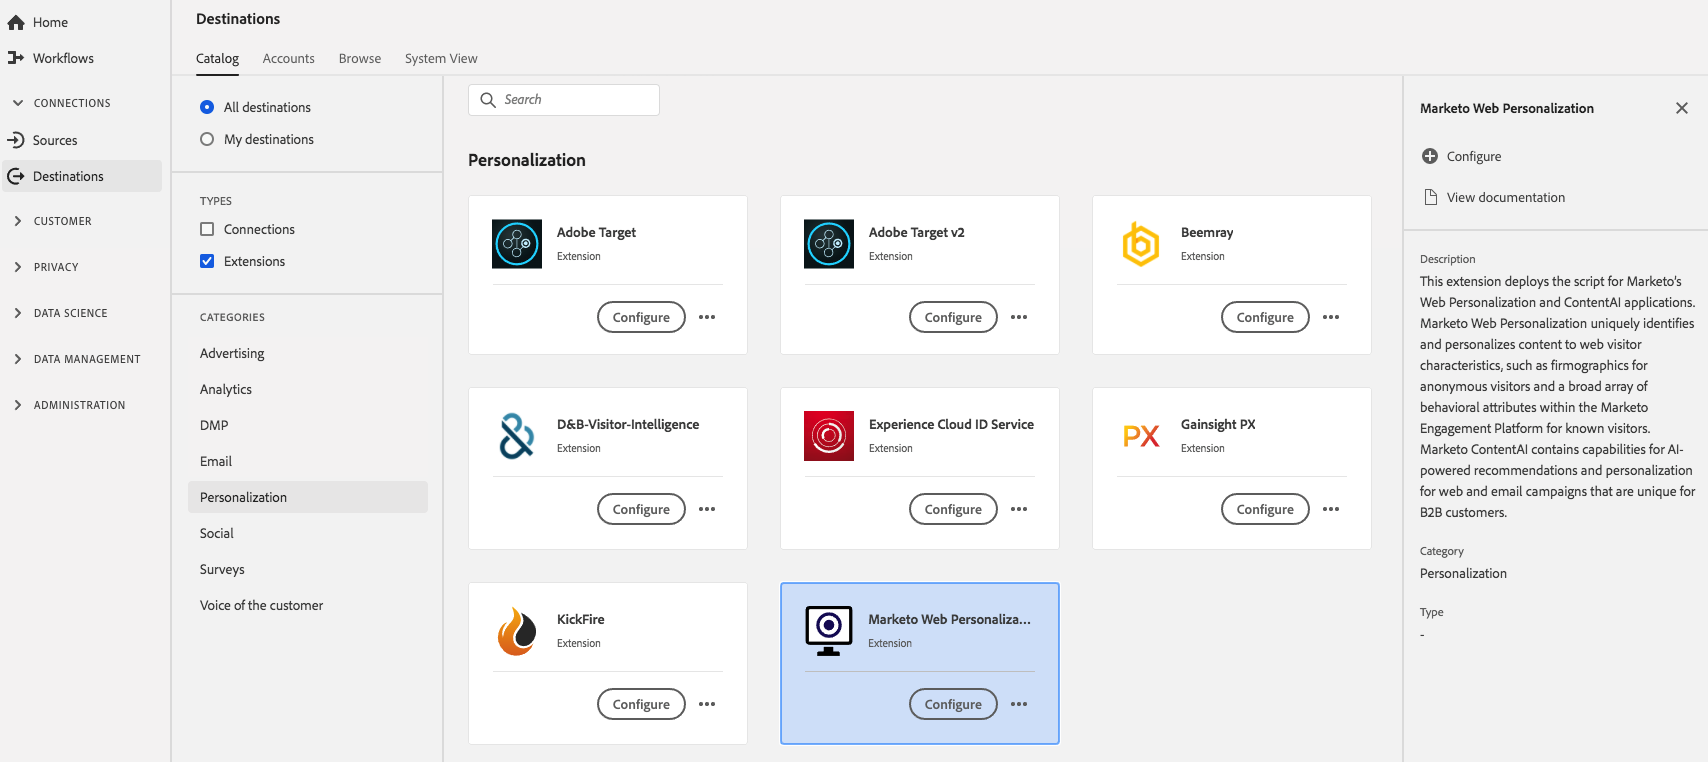 Home
Workflows
CONNECTIONS
Sources
Destinations
CUSTOMER
PRIVACY
DATA SCIENCE
DATA MANAGEMENT
ADMINISTRATION
Destinations
Catalog Accounts Browse System View
All destinations
My destinations
TYPES
Connections
Extensions
CATEGORIES
Advertising
Analytics
DMP
Email
Personalization
Social
Surveys
Voice of the customer
Search
Personalization
Adobe Target
Extension
Configure
Adobe Target v2
Extension
Configure
Beemray
Extension
Configure
D&B-Visitor-Intelligence
Extension
Configure
Experience Cloud ID Service
Extension
Configure
PX
Gainsight PX
Extension
Configure
KickFire
Extension
Configure
Marketo Web Personaliza...
Extension
Configure
Marketo Web Personalization
Configure
View documentation
Description
This extension deploys the script for Marketo's
Web Personalization and ContentAI applications.
Marketo Web Personalization uniquely identifies
and personalizes content to web visitor
characteristics, such as firmographics for
anonymous visitors and a broad array of
behavioral attributes within the Marketo
Engagement Platform for known visitors.
Marketo ContentAI contains capabilities for AI-
powered recommendations and personalization
for web and email campaigns that are unique for
B2B customers.
Category
Personalization
Type
-